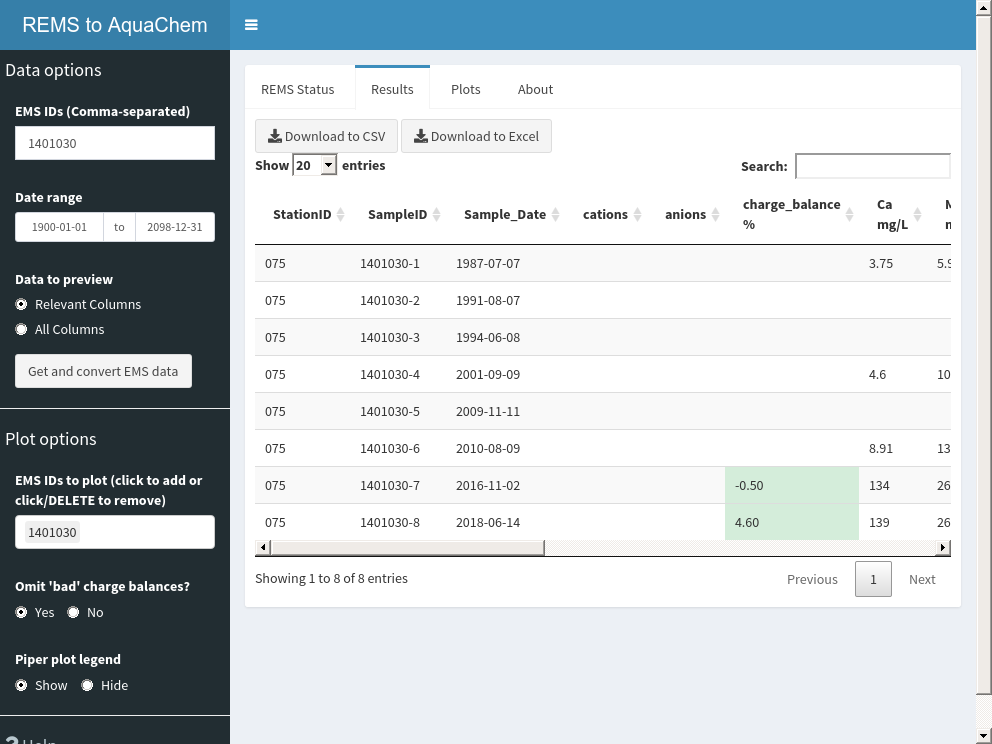 REMS to AquaChem
Data options
EMS IDs (Comma-separated)
1401030
Date range
1900-01-01 to 2098-12-31
Data to preview
Relevant Columns
All Columns
Get and convert EMS data
Plot options
EMS IDs to plot (click to add or
click/DELETE to remove)
1401030
Omit 'bad' charge balances?
Yes No
Piper plot legend
Show Hide
? Help
REMS Status Results Plots About
Download to CSV Download to Excel
Show 20 entries Search:
StationID SampleID Sample_Date cations anions charge_balance % Ca mg/L
075 1401030-1 1987-07-07 3.75 5.9
075 1401030-2 1991-08-07
075 1401030-3 1994-06-08
075 1401030-4 2001-09-09 4.6 10
075 1401030-5 2009-11-11
075 1401030-6 2010-08-09 8.91 13
075 1401030-7 2016-11-02 -0.50 134 26
075 1401030-8 2018-06-14 4.60 139 26
Showing 1 to 8 of 8 entries Previous 1 Next